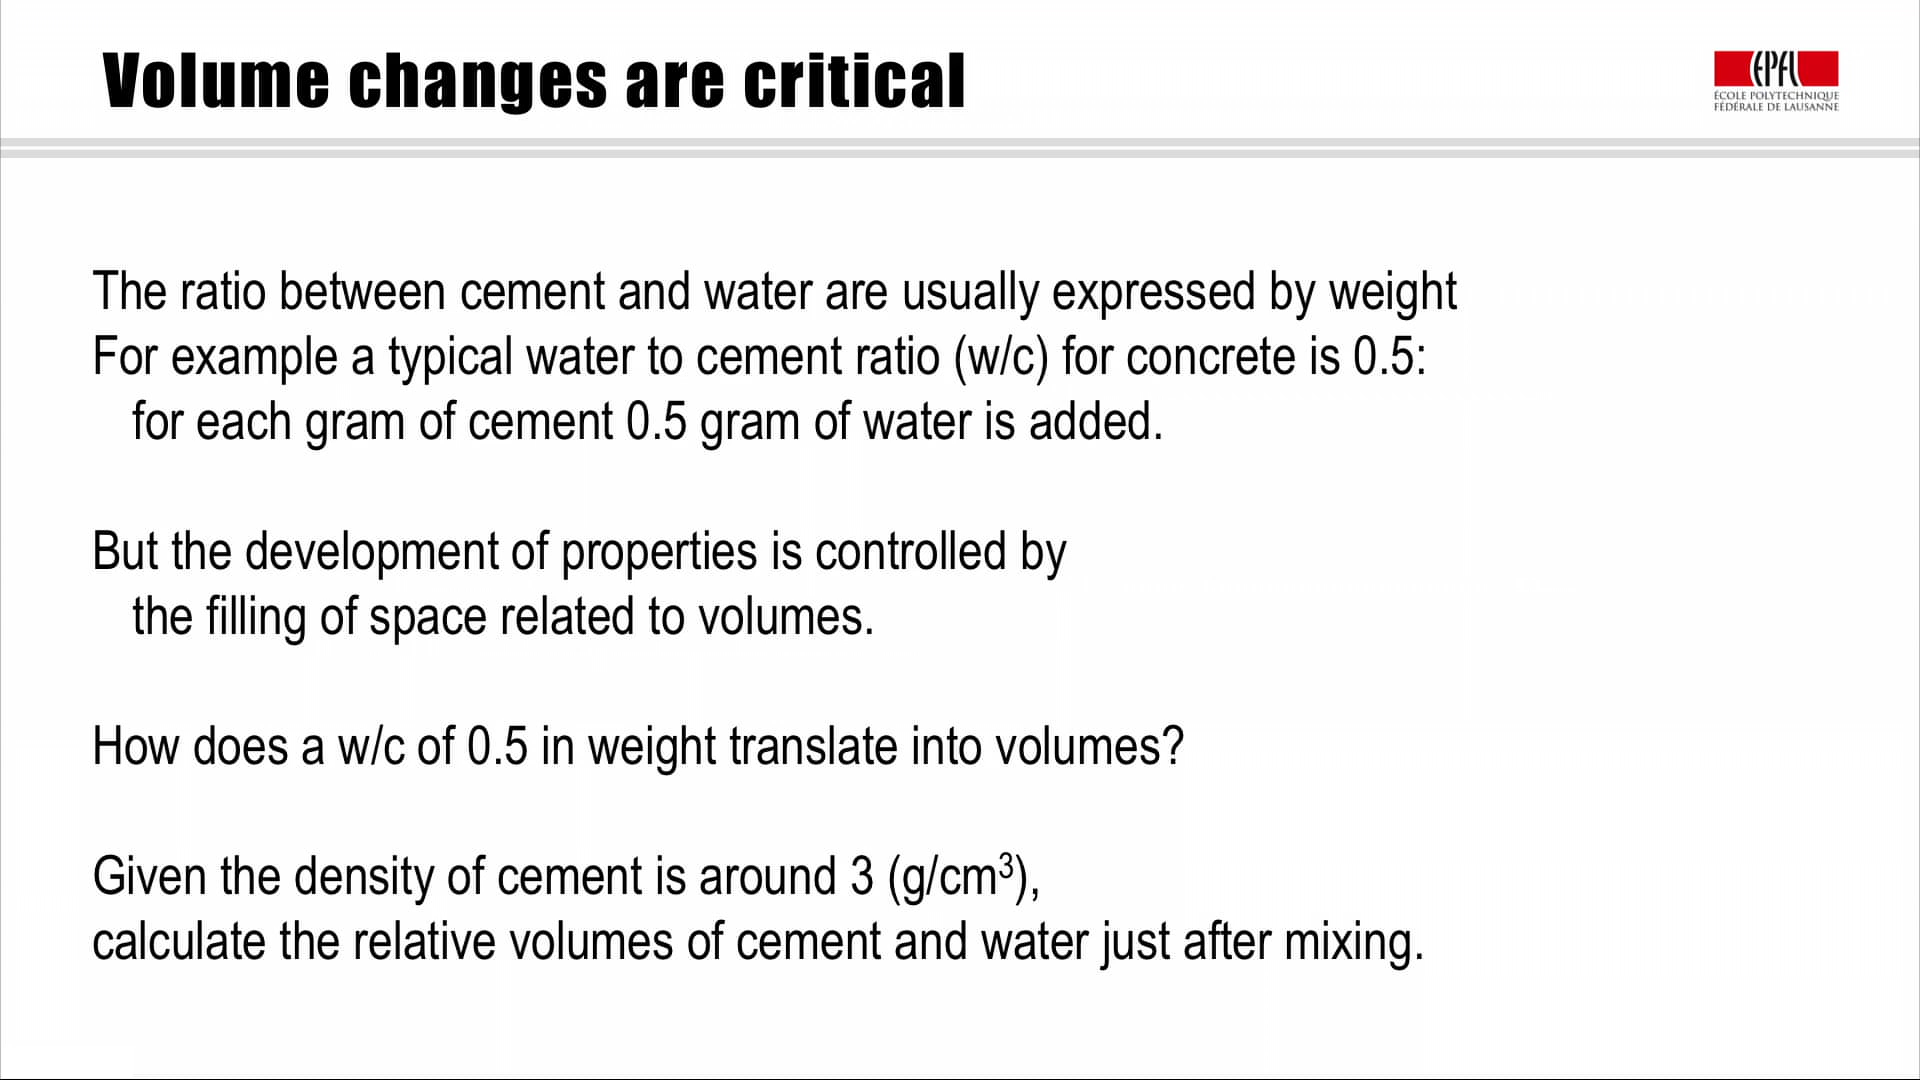 Volume changes are critical
EPFL
ÉCOLE POLYTECHNIQUE
FÉDÉRALE DE LAUSANNE
The ratio between cement and water are usually expressed by weight
For example a typical water to cement ratio (w/c) for concrete is 0.5:
for each gram of cement 0.5 gram of water is added.
But the development of properties is controlled by
the filling of space related to volumes.
How does a w/c of 0.5 in weight translate into volumes?
Given the density of cement is around 3 (g/cm³),
calculate the relative volumes of cement and water just after mixing.